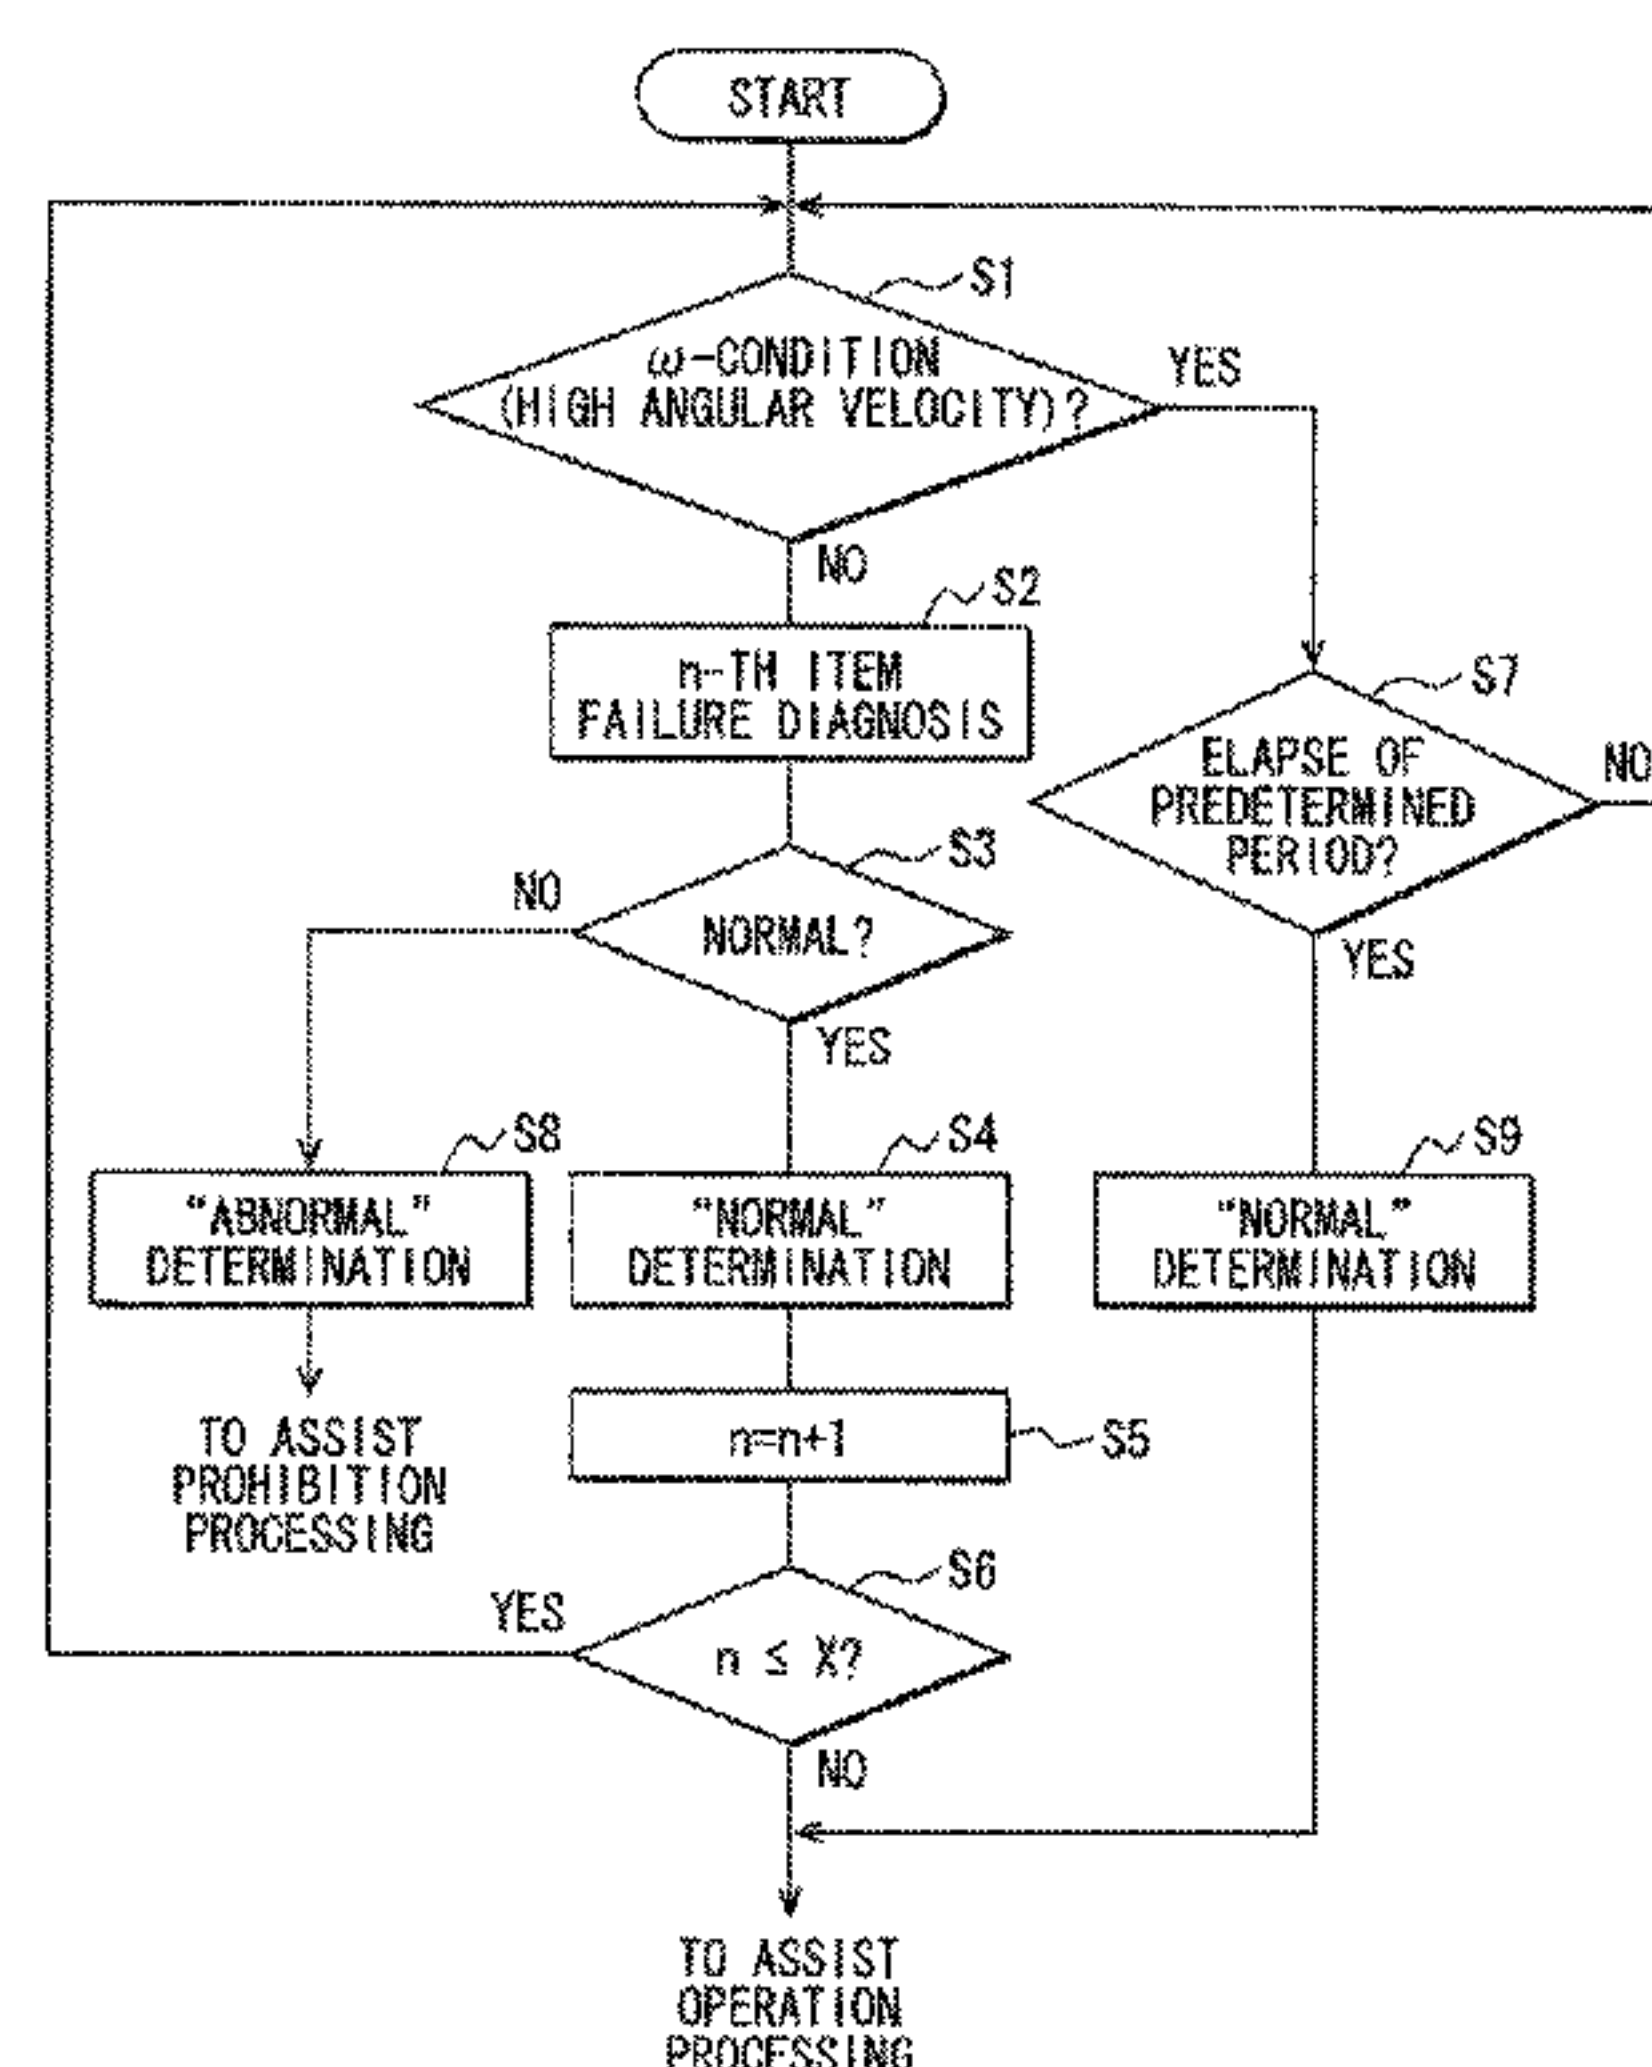 START
S1
ω-CONDITION
(HIGH ANGULAR VELOCITY)?
YES
NO
S2
n-TH ITEM
FAILURE DIAGNOSIS
S7
ELAPSE OF
PREDETERMINED
PERIOD?
NO
YES
S3
NO
NORMAL?
YES
S8
"ABNORMAL"
DETERMINATION
S4
"NORMAL"
DETERMINATION
S9
"NORMAL"
DETERMINATION
TO ASSIST
PROHIBITION
PROCESSING
n=n+1
S5
S6
YES
n ≤ X?
NO
TO ASSIST
OPERATION
PROCESSING